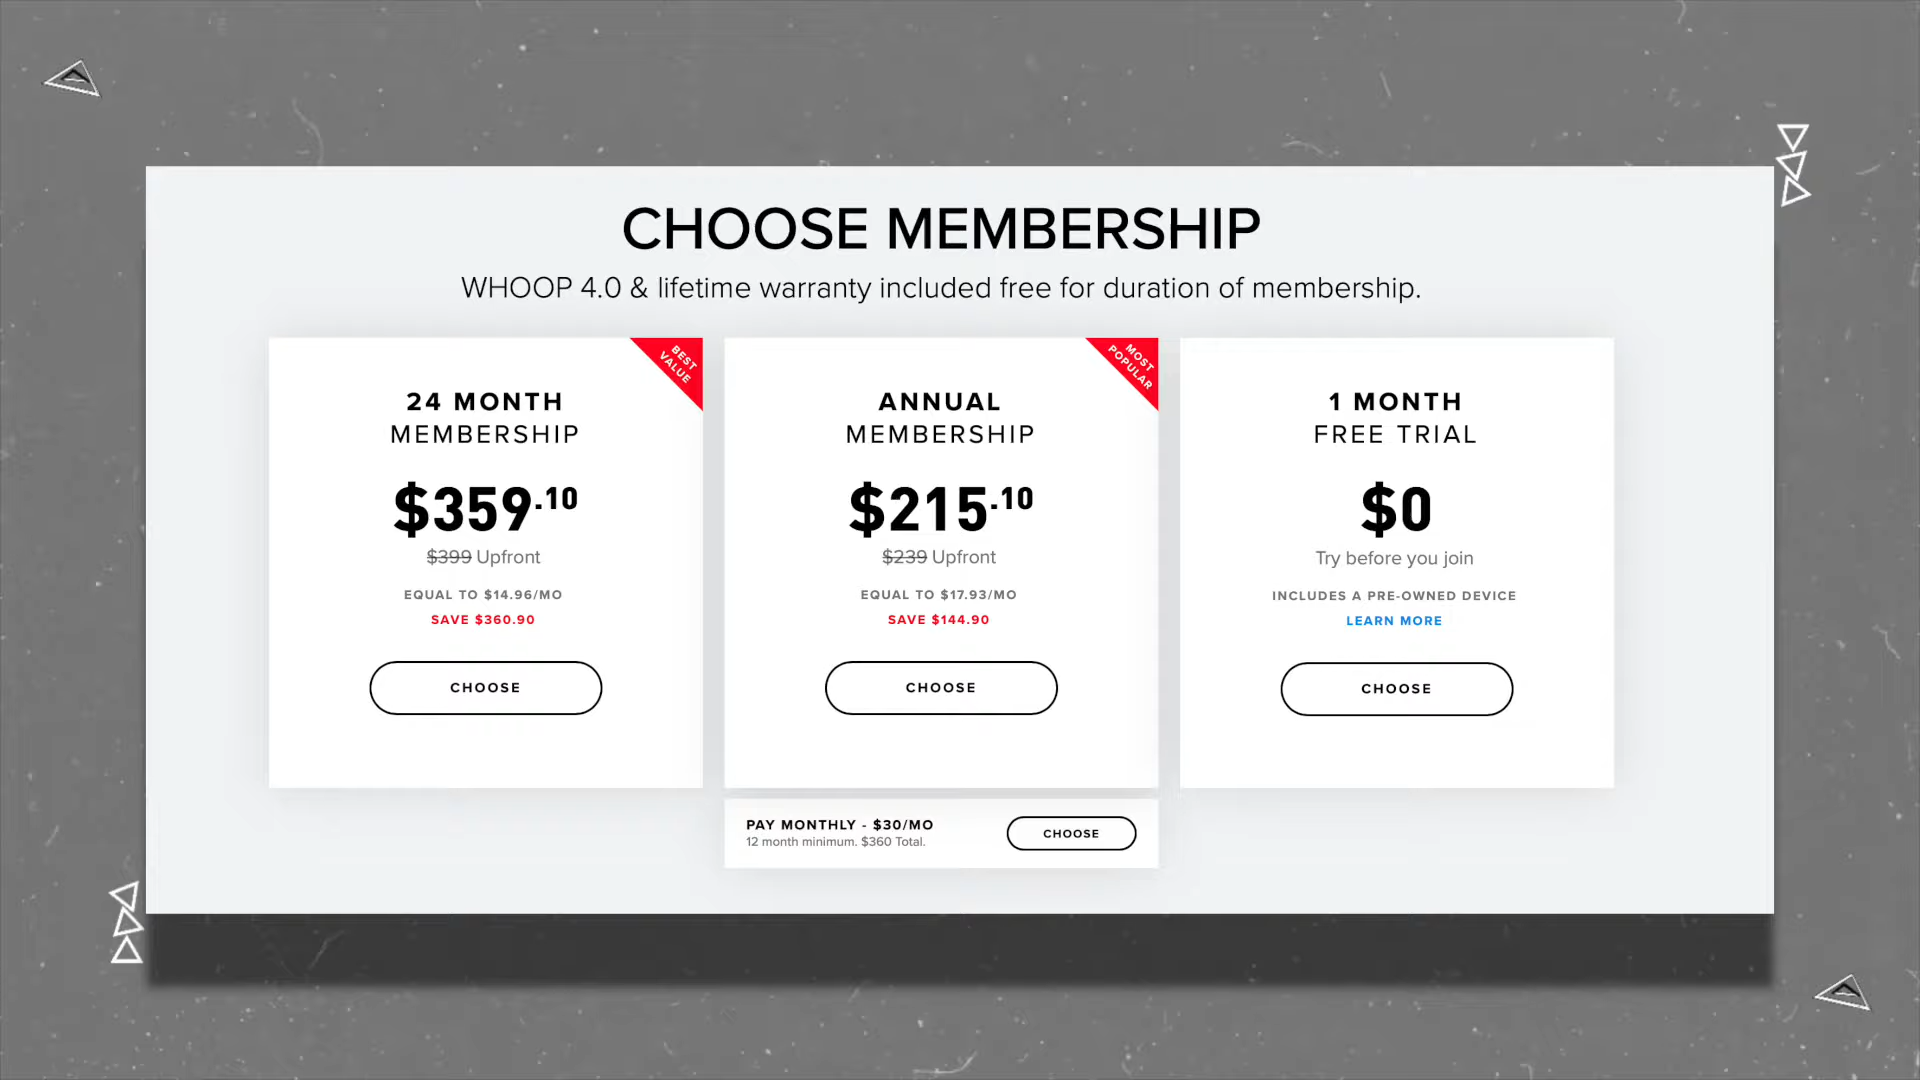 CHOOSE MEMBERSHIP
WHOOP 4.0 & lifetime warranty included free for duration of membership.
BEST
VALUE
24 MONTH
MEMBERSHIP
$359.10
$399 Upfront
EQUAL TO $14.96/MO
SAVE $360.90
CHOOSE
MOST
POPULAR
ANNUAL
MEMBERSHIP
$215.10
$239 Upfront
EQUAL TO $17.93/MO
SAVE $144.90
CHOOSE
PAY MONTHLY - $30/MO
12 month minimum. $360 Total.
CHOOSE
1 MONTH
FREE TRIAL
$0
Try before you join
INCLUDES A PRE-OWNED DEVICE
LEARN MORE
CHOOSE